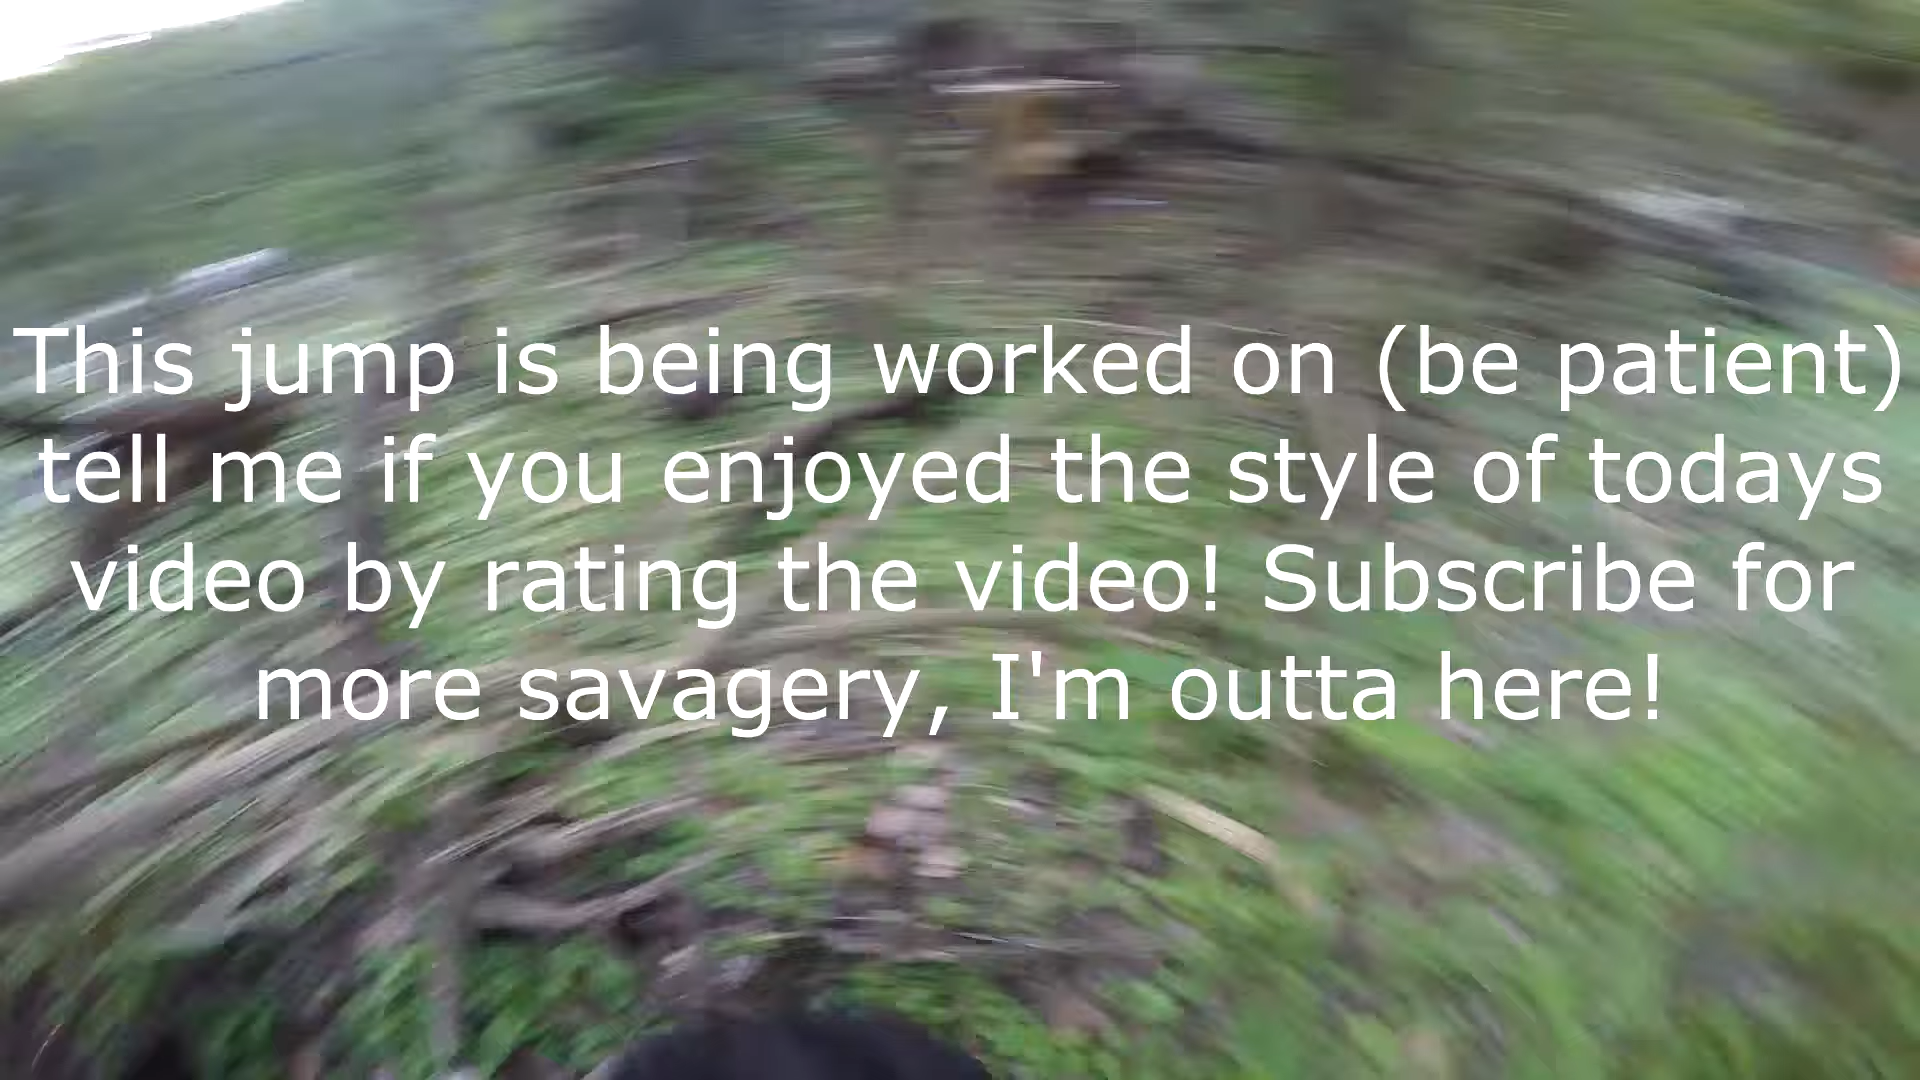 This jump is being worked on (be patient)
tell me if you enjoyed the style of todays
video by rating the video! Subscribe for
more savagery, I'm outta here!